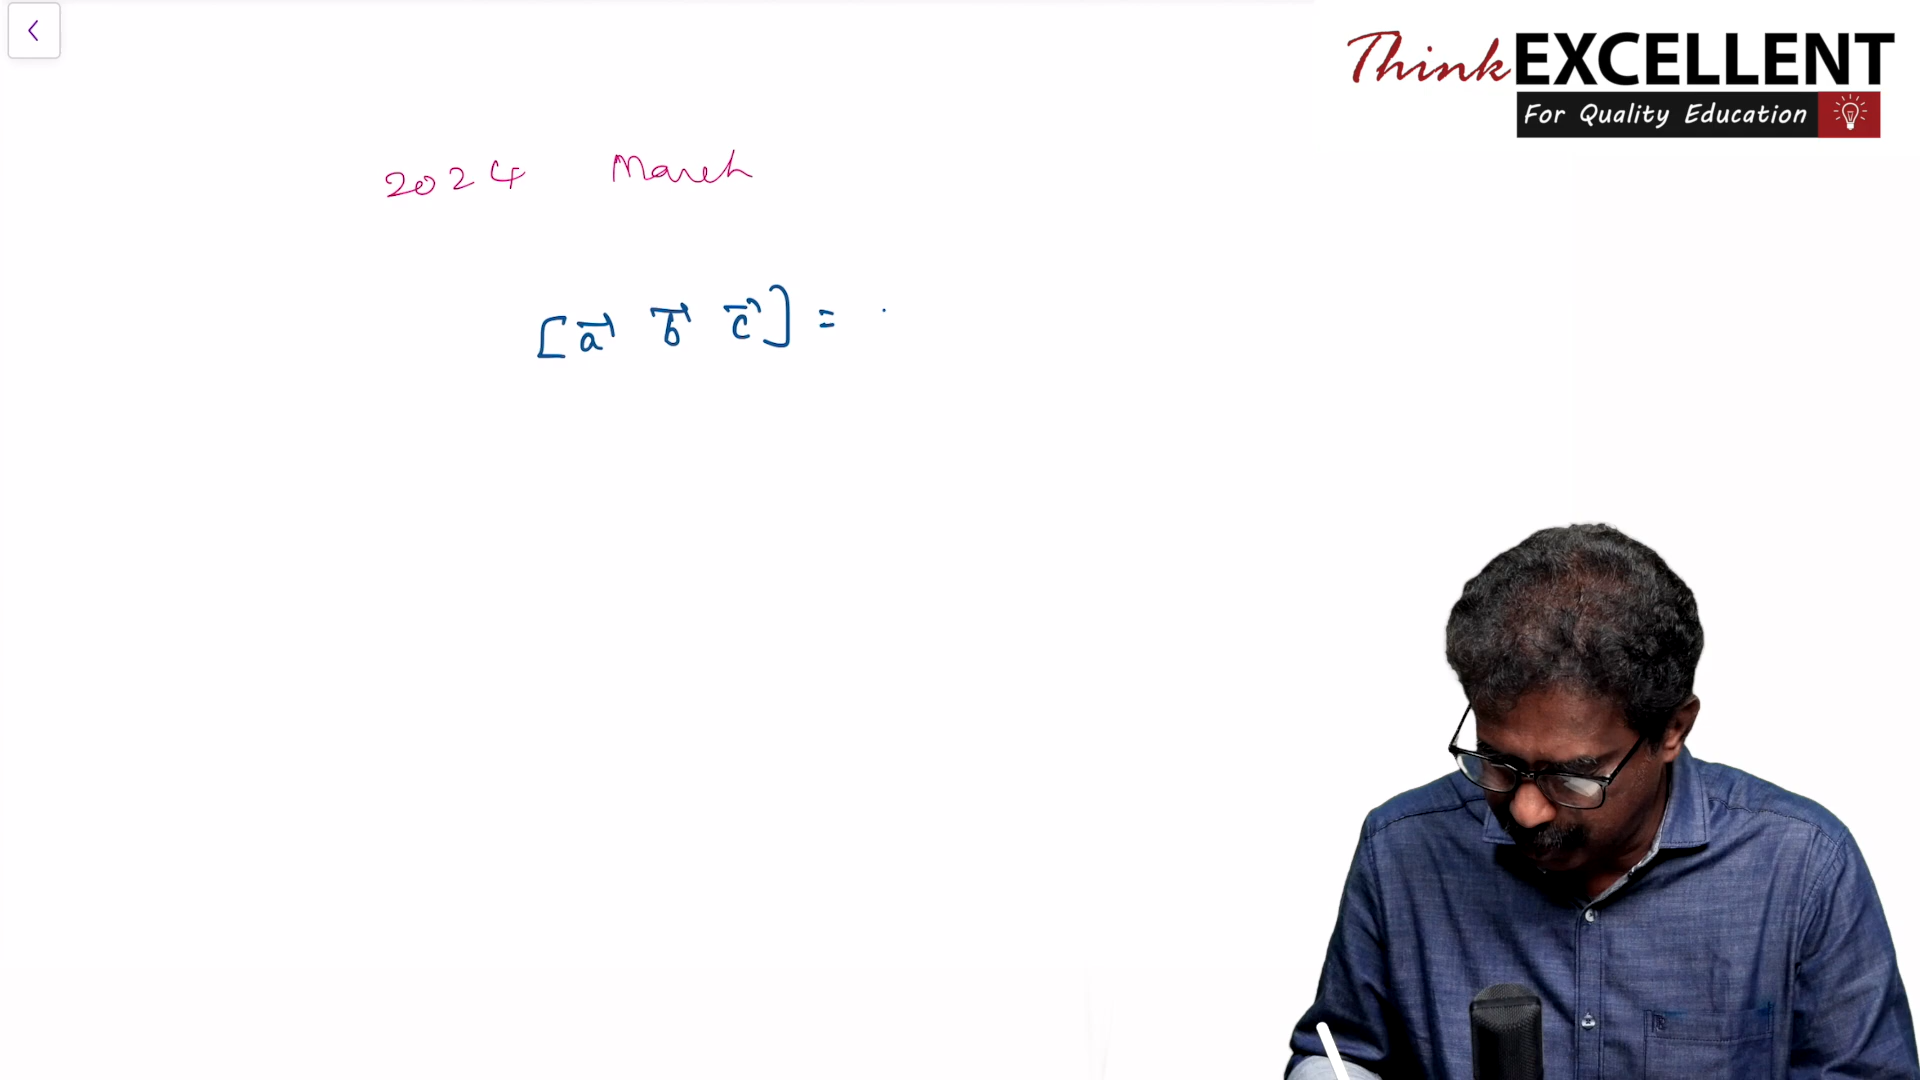 Think EXCELLENT
For Quality Education
2024 March
[a⃗ b⃗ c⃗] =